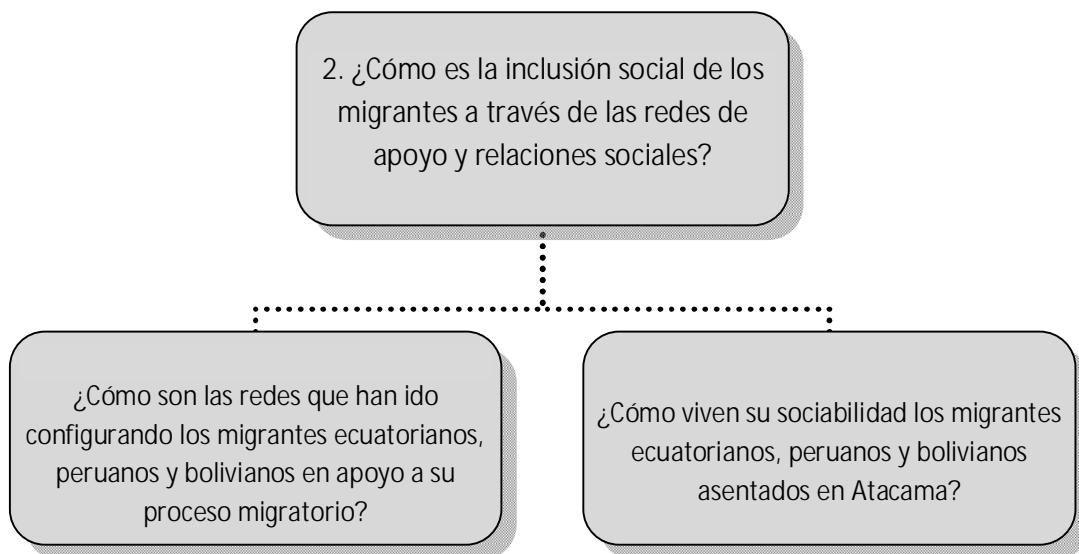 2. ¿Cómo es la inclusión social de los
migrantes a través de las redes de
apoyo y relaciones sociales?
¿Cómo son las redes que han ido
configurando los migrantes ecuatorianos,
peruanos y bolivianos en apoyo a su
proceso migratorio?
¿Cómo viven su sociabilidad los migrantes
ecuatorianos, peruanos y bolivianos
asentados en Atacama?